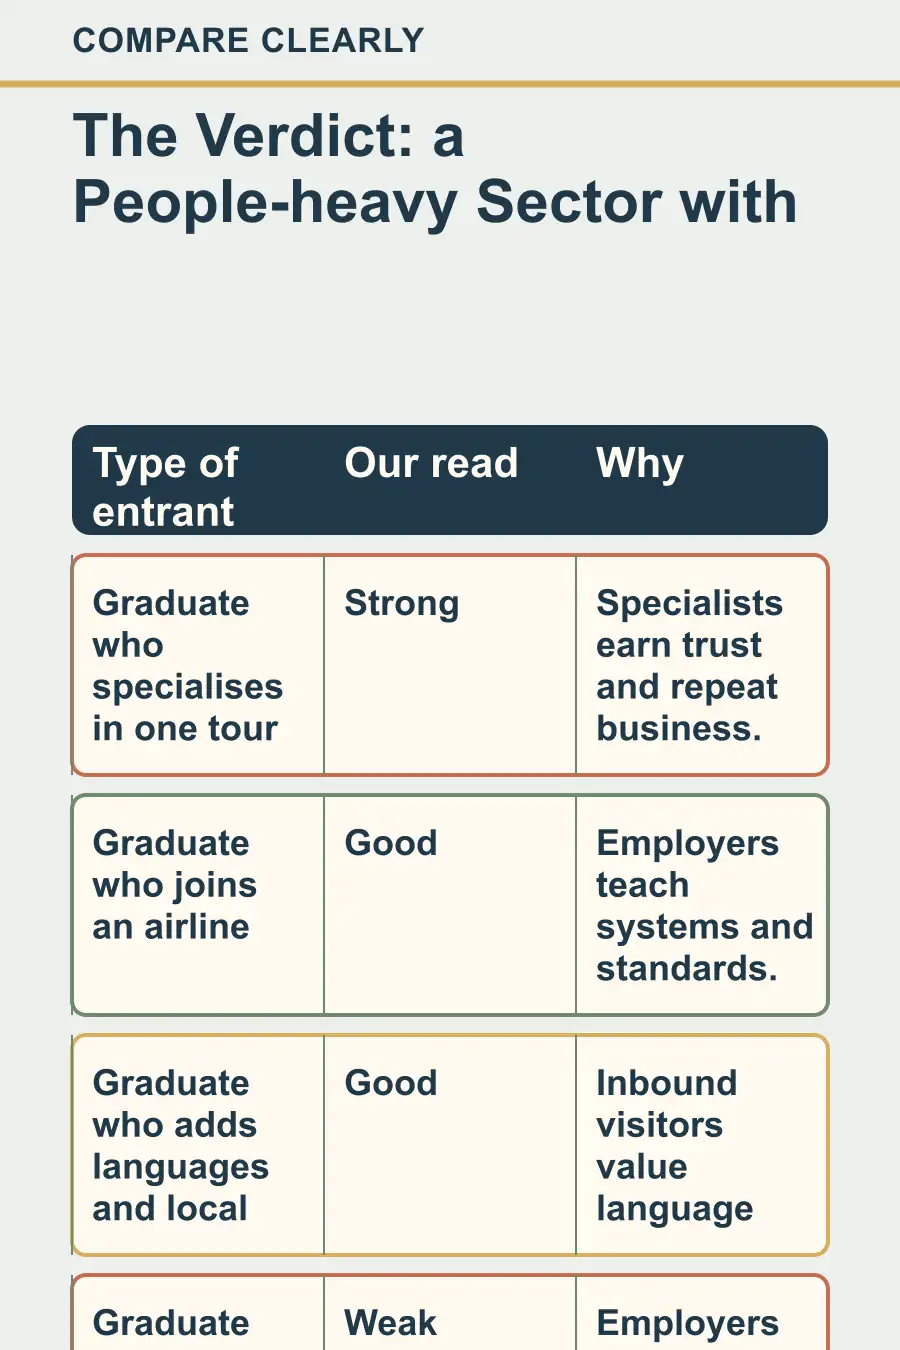 COMPARE CLEARLY
The Verdict: a
People-heavy Sector with
Type of
entrant
Our read
Why
Graduate
who
specialises
in one tour
Strong
Specialists
earn trust
and repeat
business.
Graduate
who joins
an airline
Good
Employers
teach
systems and
standards.
Graduate
who adds
languages
and local
Good
Inbound
visitors
value
language
Graduate
Weak
Employers